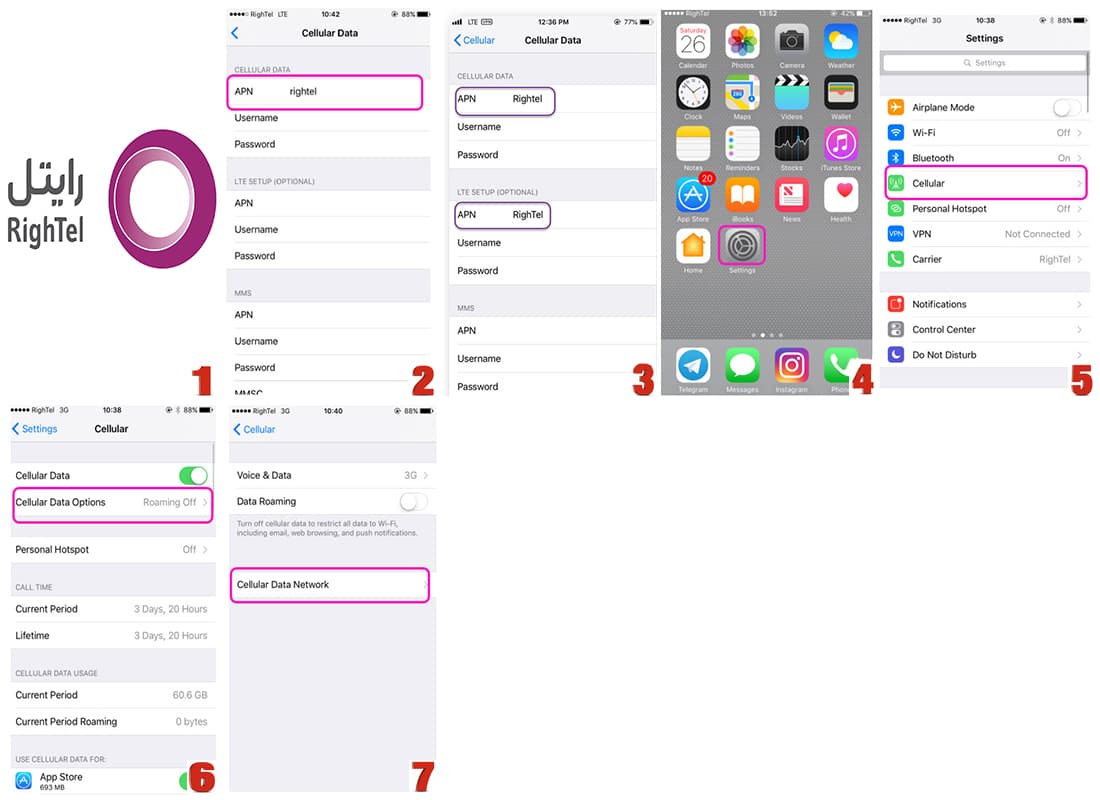 رایتل
RighTel
1
RighTel LTE 10:42 88%
Cellular Data
CELLULAR DATA
APN rightel
Username
Password
LTE SETUP (OPTIONAL)
APN
Username
Password
MMS
APN
Username
Password
MMSC
2
LTE VPN 12:36 PM 77%
Cellular Cellular Data
CELLULAR DATA
APN Rightel
Username
Password
LTE SETUP (OPTIONAL)
APN RighTel
Username
Password
MMS
APN
Username
Password
3
RighTel 13:52 42%
Saturday
26
Calendar Photos Camera Weather
280
Clock Maps Videos Wallet
Notes Reminders Stocks iTunes Store
20
App Store iBooks News Health
Home Settings
Telegram Messages Instagram Phone
4
RighTel 3G 10:38 88%
Settings
Settings
Airplane Mode
Wi-Fi Off
Bluetooth On
Cellular
Personal Hotspot Off
VPN VPN Not Connected
Carrier RighTel
Notifications
Control Center
Do Not Disturb
5
RighTel 3G 10:38 88%
Settings Cellular
Cellular Data
Cellular Data Options Roaming Off
Personal Hotspot Off
CALL TIME
Current Period 3 Days, 20 Hours
Lifetime 3 Days, 20 Hours
CELLULAR DATA USAGE
Current Period 60.6 GB
Current Period Roaming 0 bytes
USE CELLULAR DATA FOR:
App Store
693 MB
6
RighTel 3G 10:40 88%
Cellular
Voice & Data 3G
Data Roaming
Turn off cellular data to restrict all data to Wi-Fi,
including email, web browsing, and push notifications.
Cellular Data Network
7